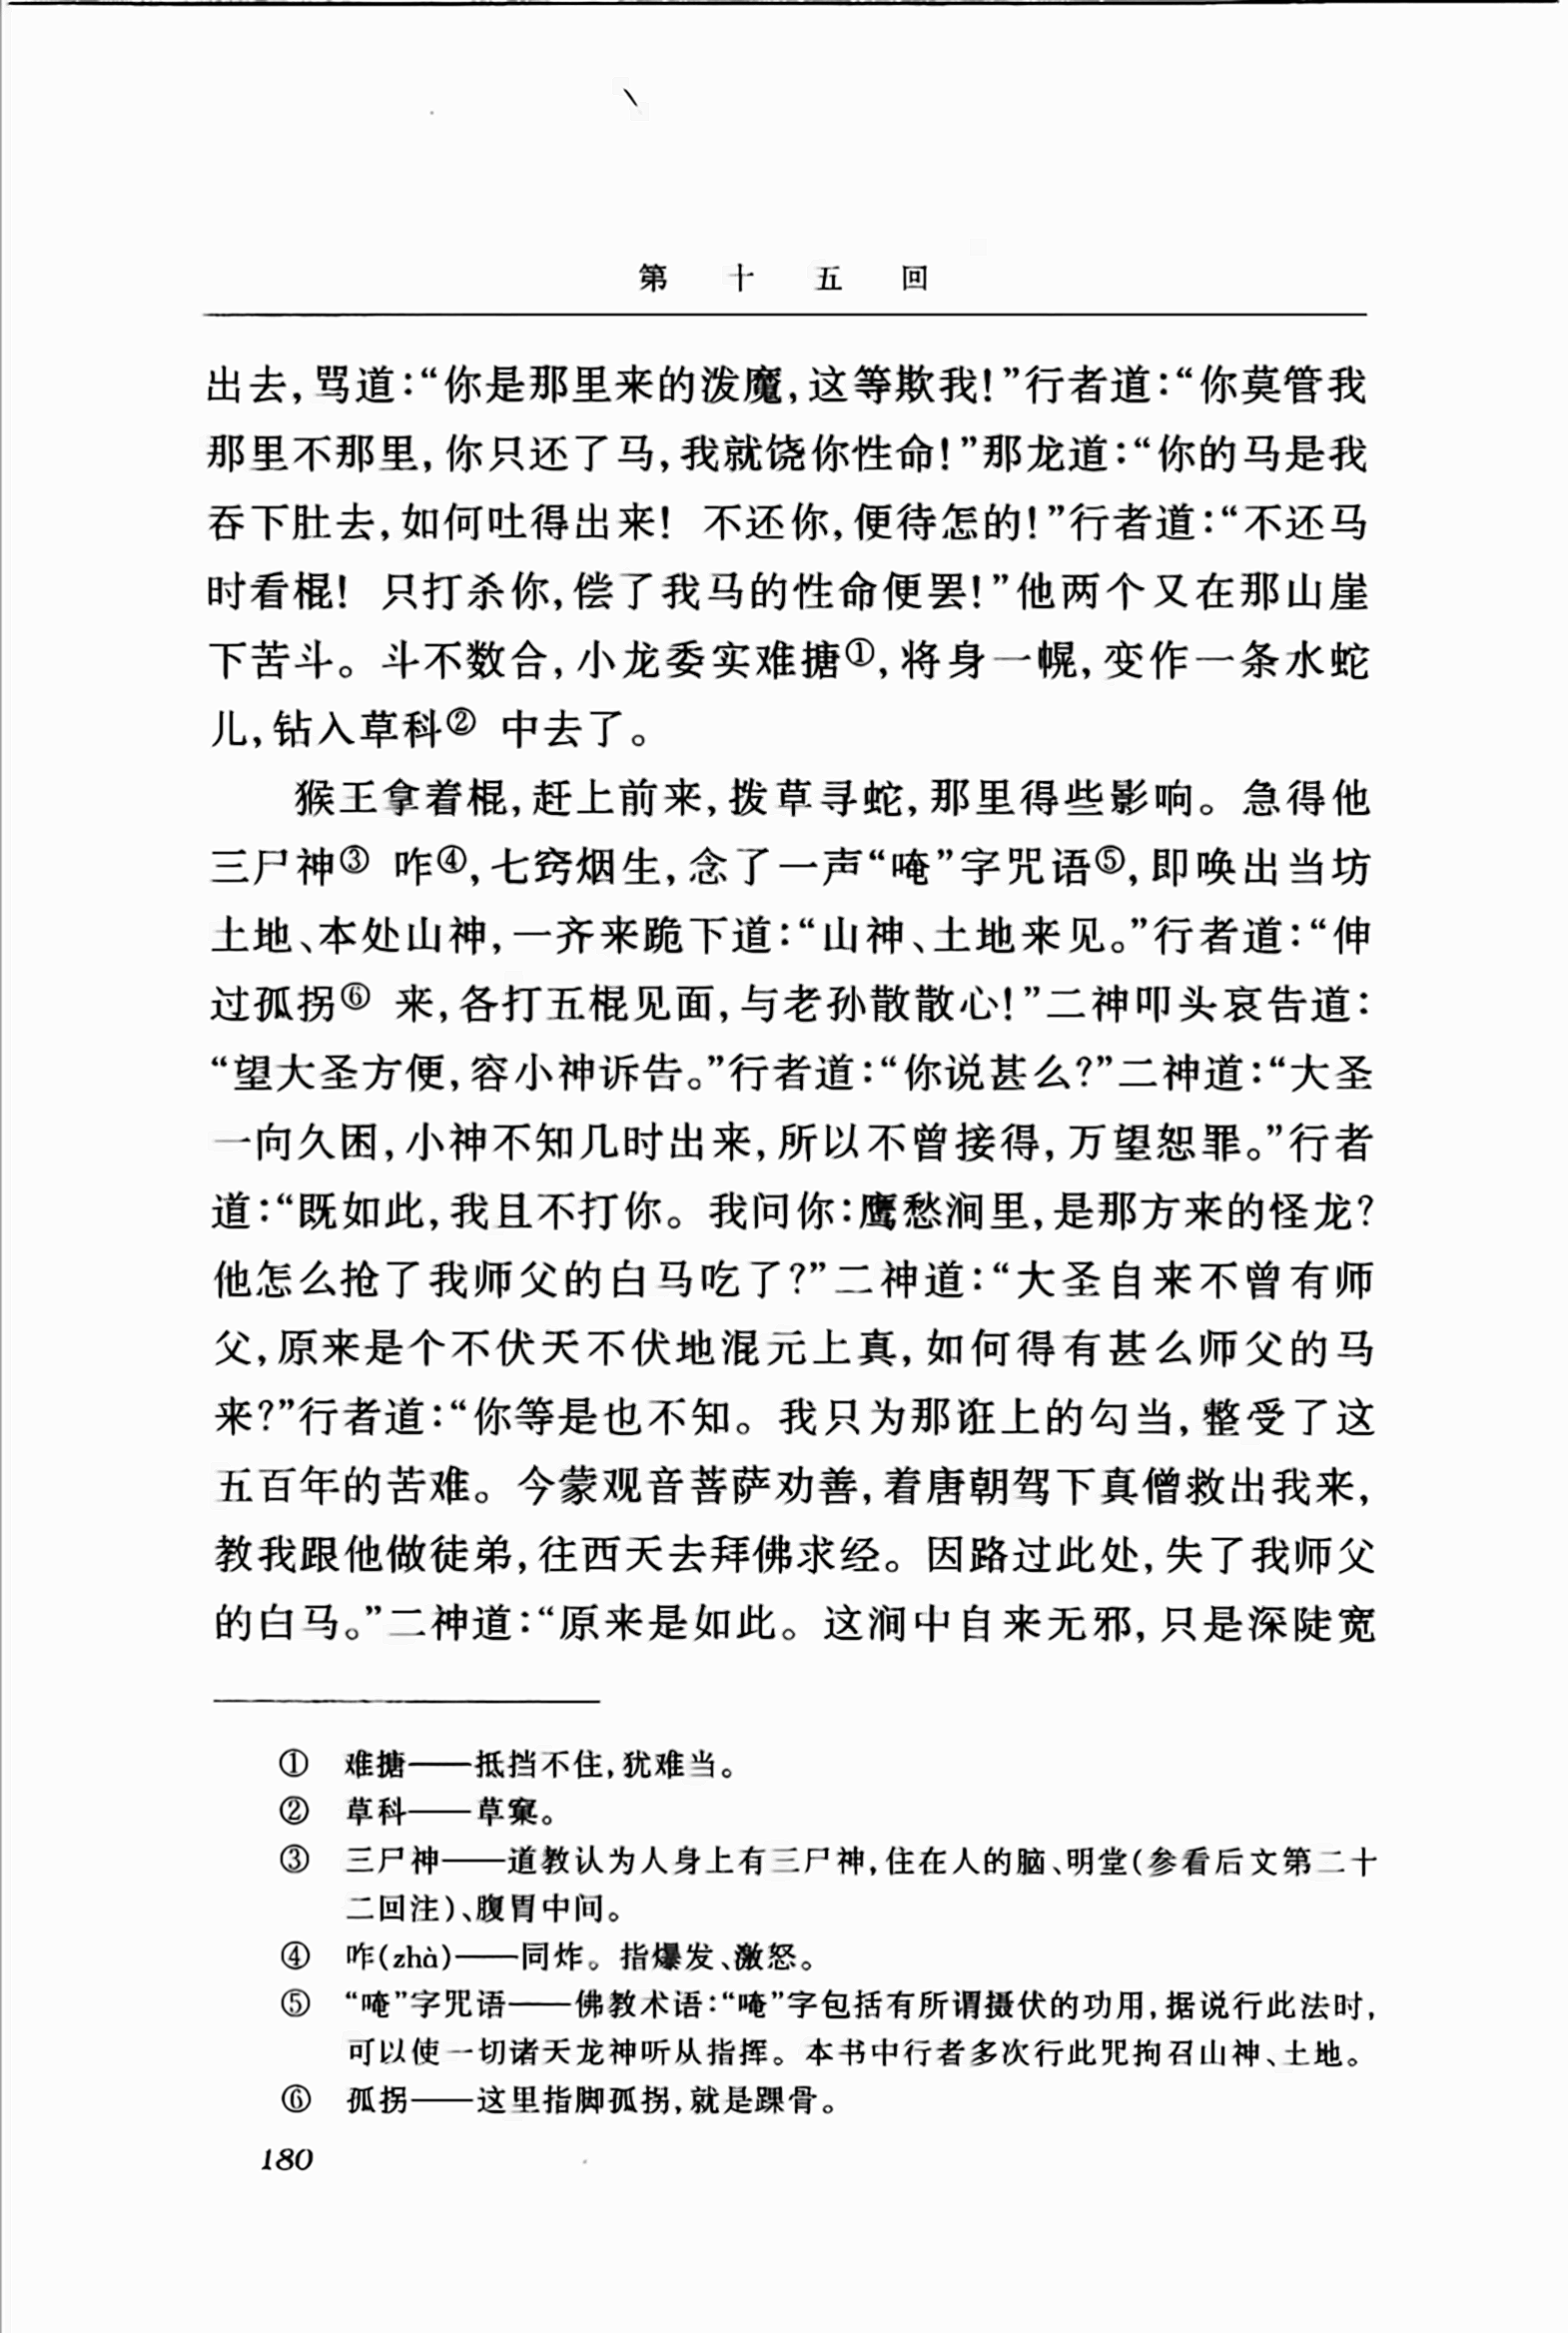 第十五回
出去,骂道:“你是那里来的泼魔,这等欺我!”行者道:“你莫管我
那里不那里,你只还了马,我就饶你性命!”那龙道:“你的马是我
吞下肚去,如何吐得出来! 不还你,便待怎的!”行者道:“不还马
时看棍! 只打杀你,偿了我马的性命便罢!”他两个又在那山崖
下苦斗。斗不数合,小龙委实难搪①,将身一幌,变作一条水蛇
儿,钻入草科② 中去了。
猴王拿着棍,赶上前来,拨草寻蛇,那里得些影响。急得他
三尸神③ 咋④,七窍烟生,念了一声“唵”字咒语⑤,即唤出当坊
土地、本处山神,一齐来跪下道:“山神、土地来见。”行者道:“伸
过孤拐⑥ 来,各打五棍见面,与老孙散散心!”二神叩头哀告道:
“望大圣方便,容小神诉告。”行者道:“你说甚么?”二神道:“大圣
一向久困,小神不知几时出来,所以不曾接得,万望恕罪。”行者
道:“既如此,我且不打你。我问你:鹰愁涧里,是那方来的怪龙?
他怎么抢了我师父的白马吃了?”二神道:“大圣自来不曾有师
父,原来是个不伏天不伏地混元上真,如何得有甚么师父的马
来?”行者道:“你等是也不知。我只为那诳上的勾当,整受了这
五百年的苦难。今蒙观音菩萨劝善,着唐朝驾下真僧救出我来,
教我跟他做徒弟,往西天去拜佛求经。因路过此处,失了我师父
的白马。”二神道:“原来是如此。这涧中自来无邪,只是深陡宽
① 难搪——抵挡不住,犹难当。
② 草科——草窠。
③ 三尸神——道教认为人身上有三尸神,住在人的脑、明堂(参看后文第二十
二回注)、腹胃中间。
④ 咋(zhà)——同炸。指爆发、激怒。
⑤ “唵”字咒语——佛教术语:“唵”字包括有所谓摄伏的功用,据说行此法时,
可以使一切诸天龙神听从指挥。本书中行者多次行此咒拘召山神、土地。
⑥ 孤拐——这里指脚孤拐,就是踝骨。
180